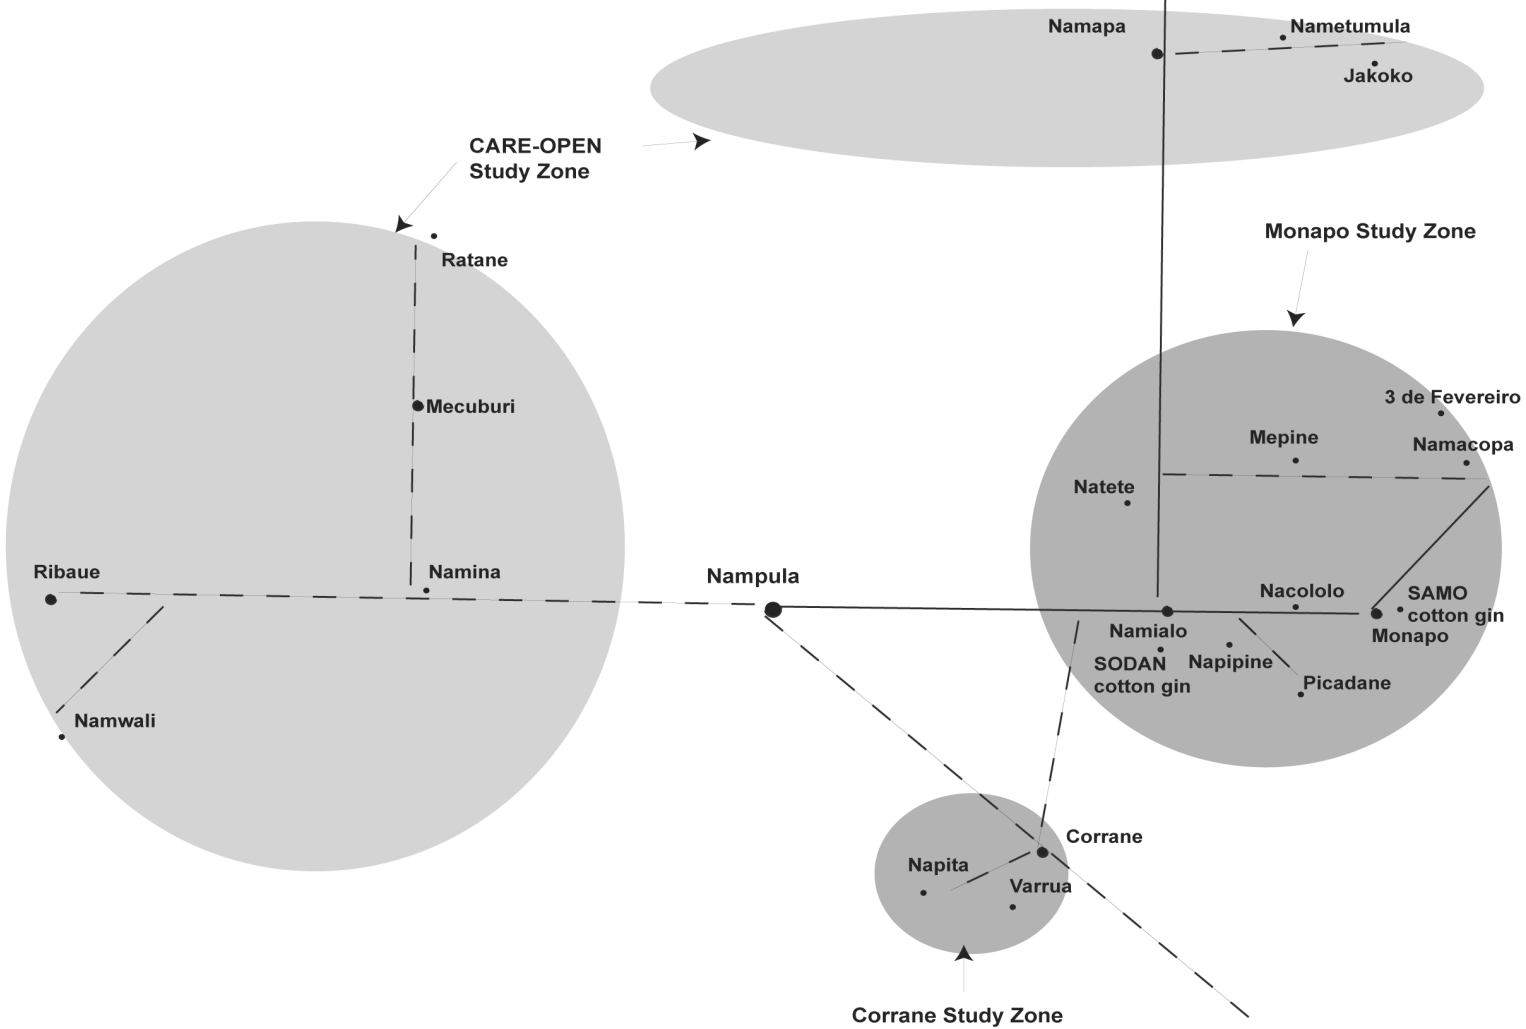 Namapa
Nametumula
Jakoko
CARE-OPEN
Study Zone
Monapo Study Zone
Ratane
3 de Fevereiro
Mecuburi
Mepine
Namacopa
Natete
Ribaue
Namina
Nampula
Nacololo
SAMO
cotton gin
Namialo
Monapo
SODAN
cotton gin
Napipine
Picadane
Namwali
Corrane
Napita
Varrua
Corrane Study Zone